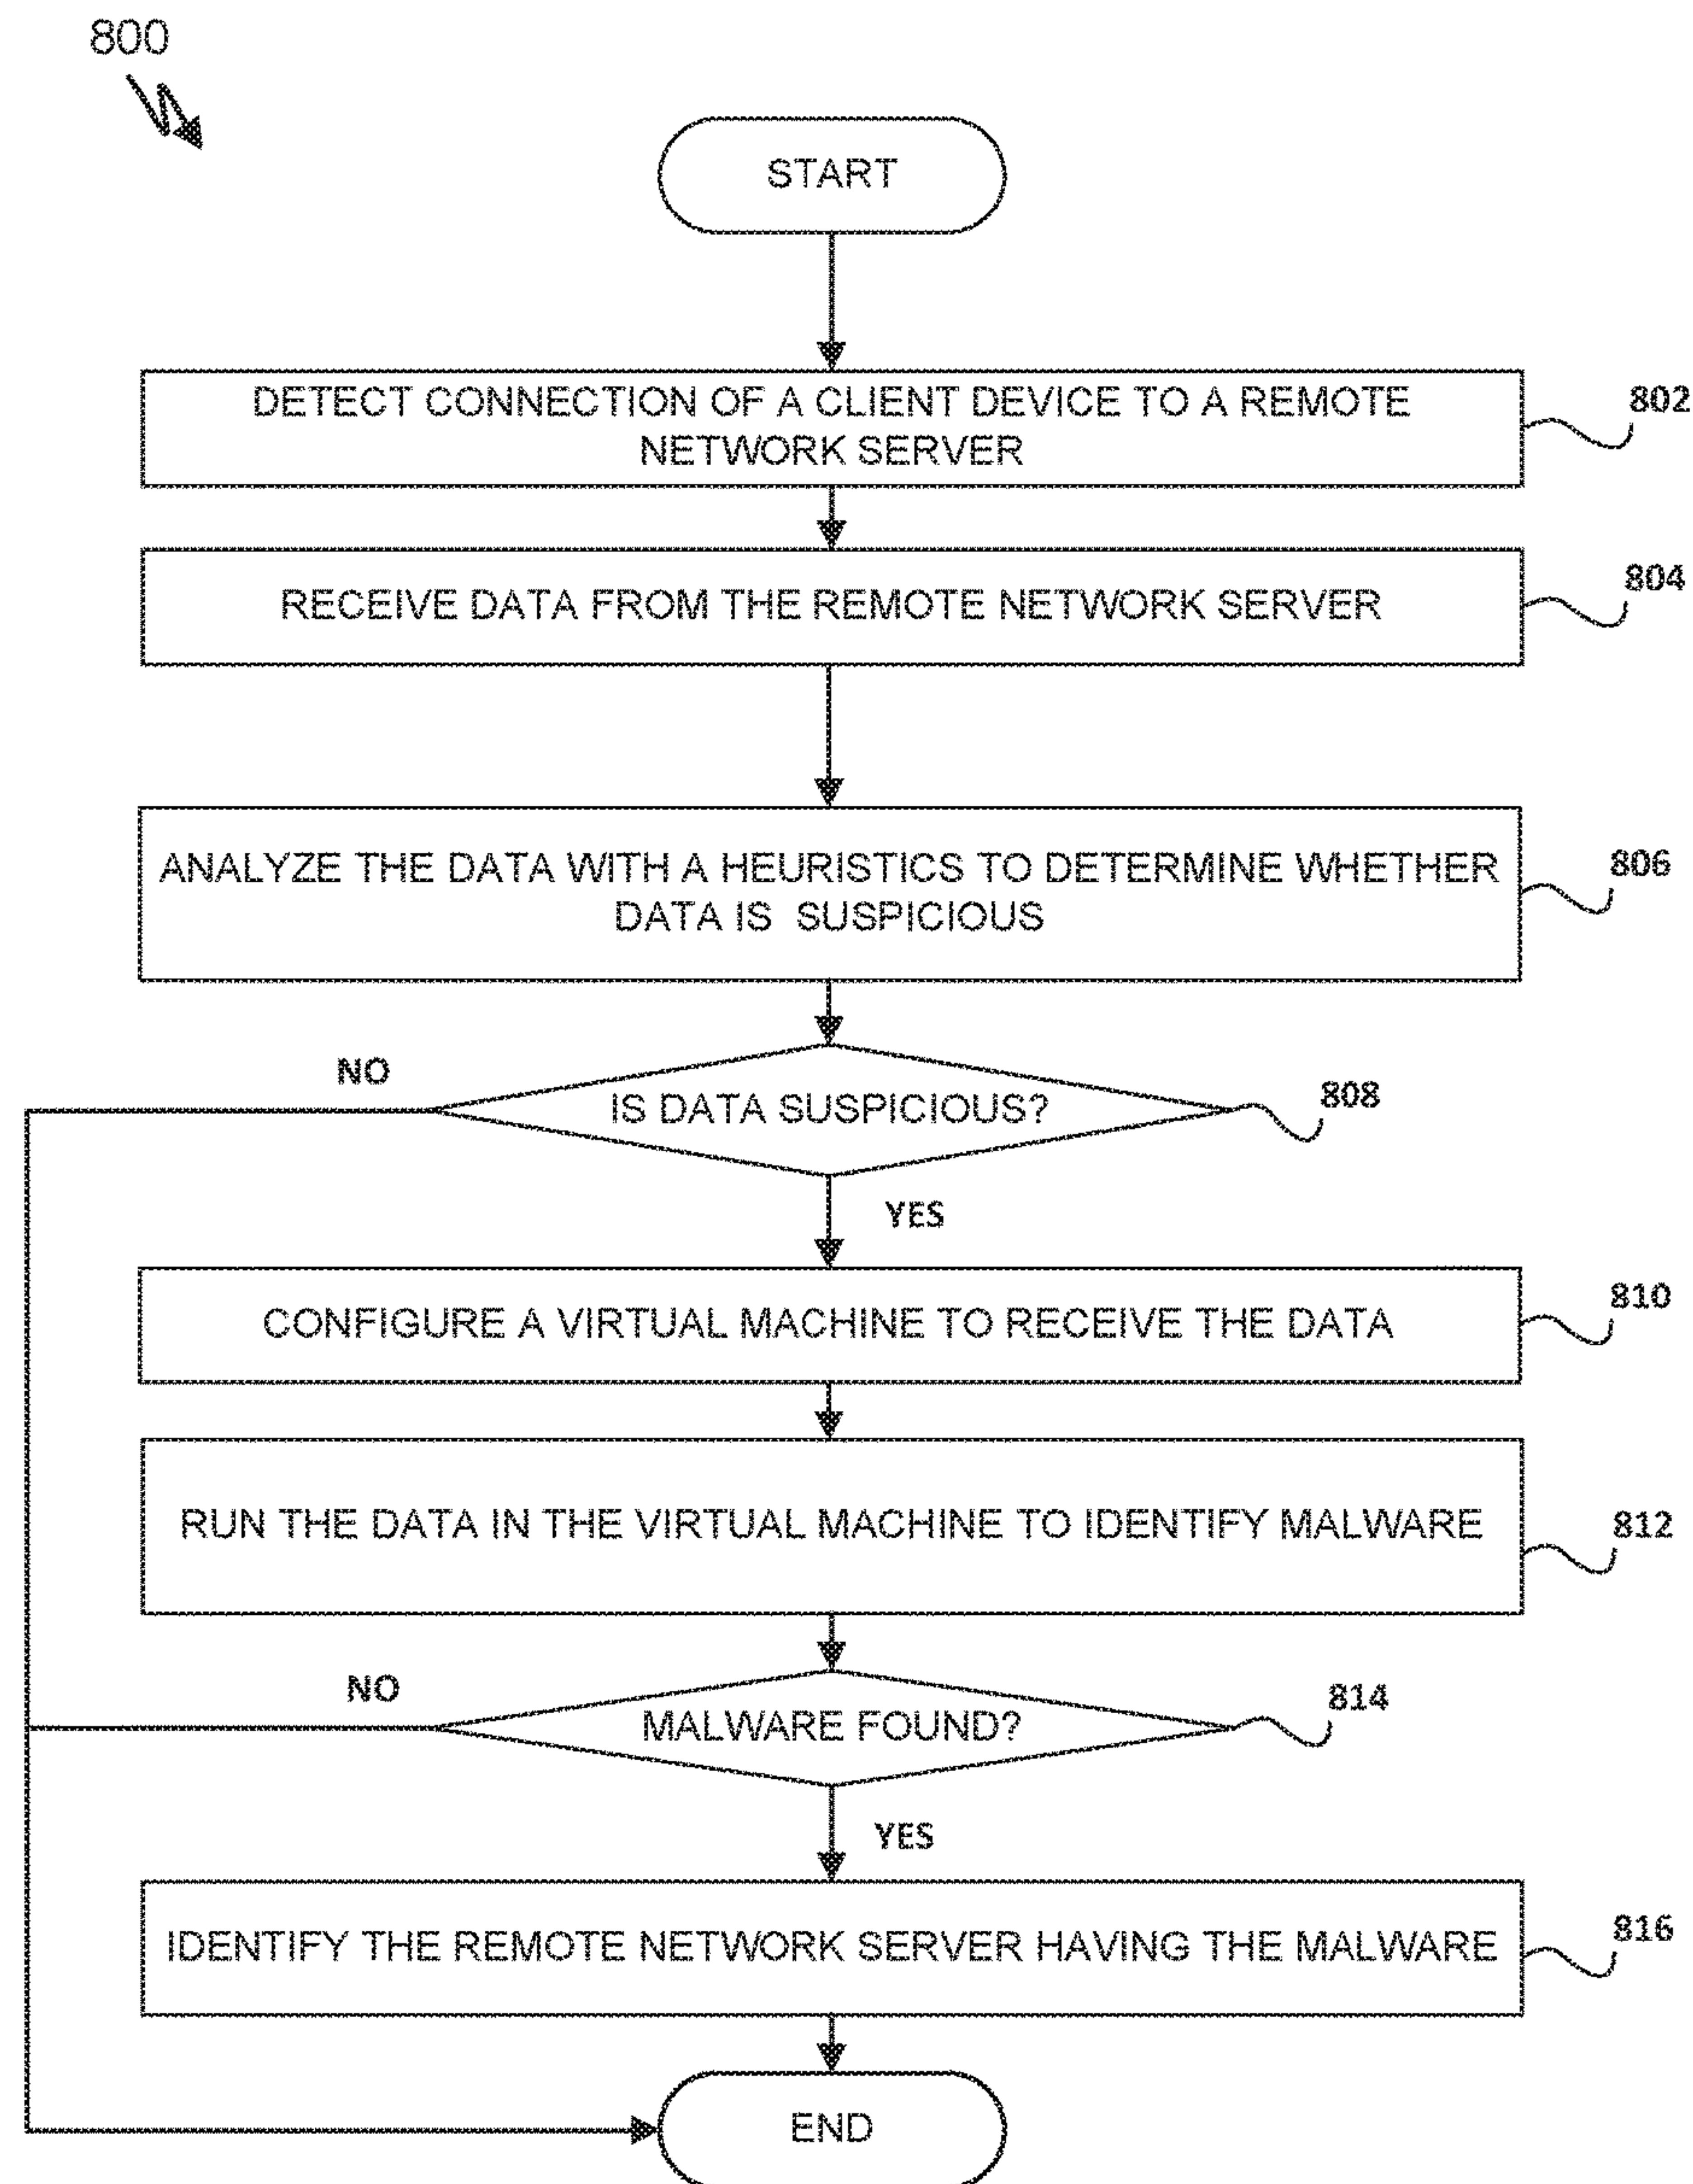 800
START
DETECT CONNECTION OF A CLIENT DEVICE TO A REMOTE
NETWORK SERVER
802
RECEIVE DATA FROM THE REMOTE NETWORK SERVER
804
ANALYZE THE DATA WITH A HEURISTICS TO DETERMINE WHETHER
DATA IS SUSPICIOUS
806
NO
IS DATA SUSPICIOUS?
808
YES
CONFIGURE A VIRTUAL MACHINE TO RECEIVE THE DATA
810
RUN THE DATA IN THE VIRTUAL MACHINE TO IDENTIFY MALWARE
812
NO
MALWARE FOUND?
814
YES
IDENTIFY THE REMOTE NETWORK SERVER HAVING THE MALWARE
816
END